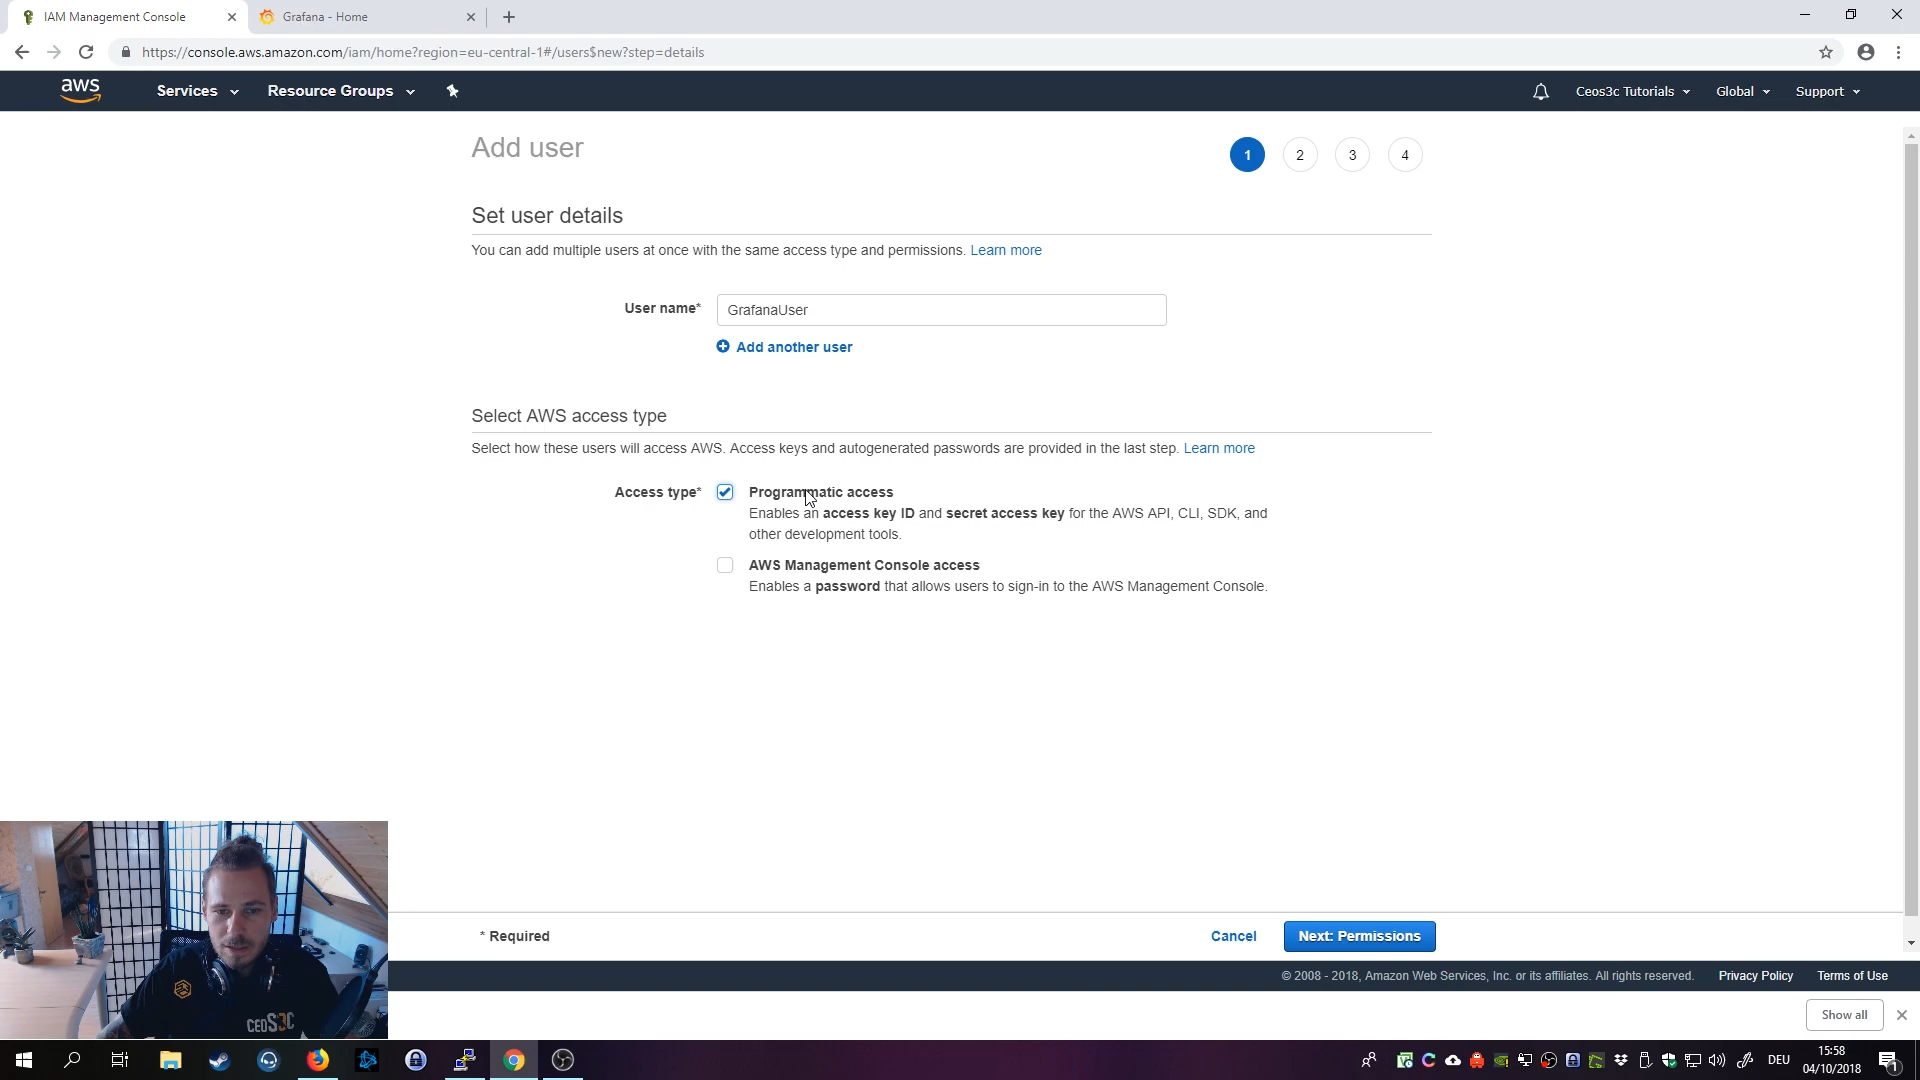 IAM Management Console
Grafana - Home
https://console.aws.amazon.com/iam/home?region=eu-central-1#/users$new?step=details
aws
Services
Resource Groups
Ceos3c Tutorials
Global
Support
Add user
1
2
3
4
Set user details
You can add multiple users at once with the same access type and permissions. Learn more
User name*
GrafanaUser
Add another user
Select AWS access type
Select how these users will access AWS. Access keys and autogenerated passwords are provided in the last step. Learn more
Access type*
Programmatic access
Enables an access key ID and secret access key for the AWS API, CLI, SDK, and
other development tools.
AWS Management Console access
Enables a password that allows users to sign-in to the AWS Management Console.
* Required
Cancel
Next: Permissions
© 2008 - 2018, Amazon Web Services, Inc. or its affiliates. All rights reserved.
Privacy Policy
Terms of Use
CEOS3C
Show all
DEU
15:58
04/10/2018
1